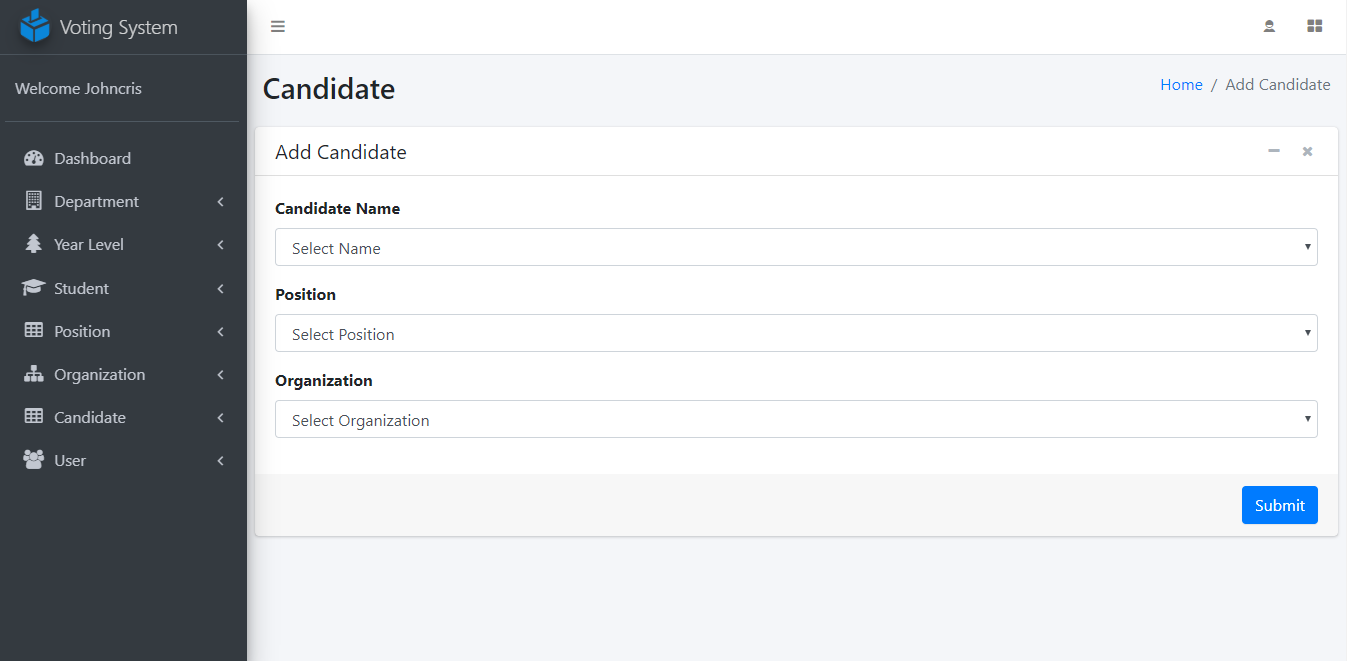 Voting System
Welcome Johncris
Dashboard
Department
Year Level
Student
Position
Organization
Candidate
User
Candidate
Home / Add Candidate
Add Candidate
Candidate Name
Select Name
Position
Select Position
Organization
Select Organization
Submit